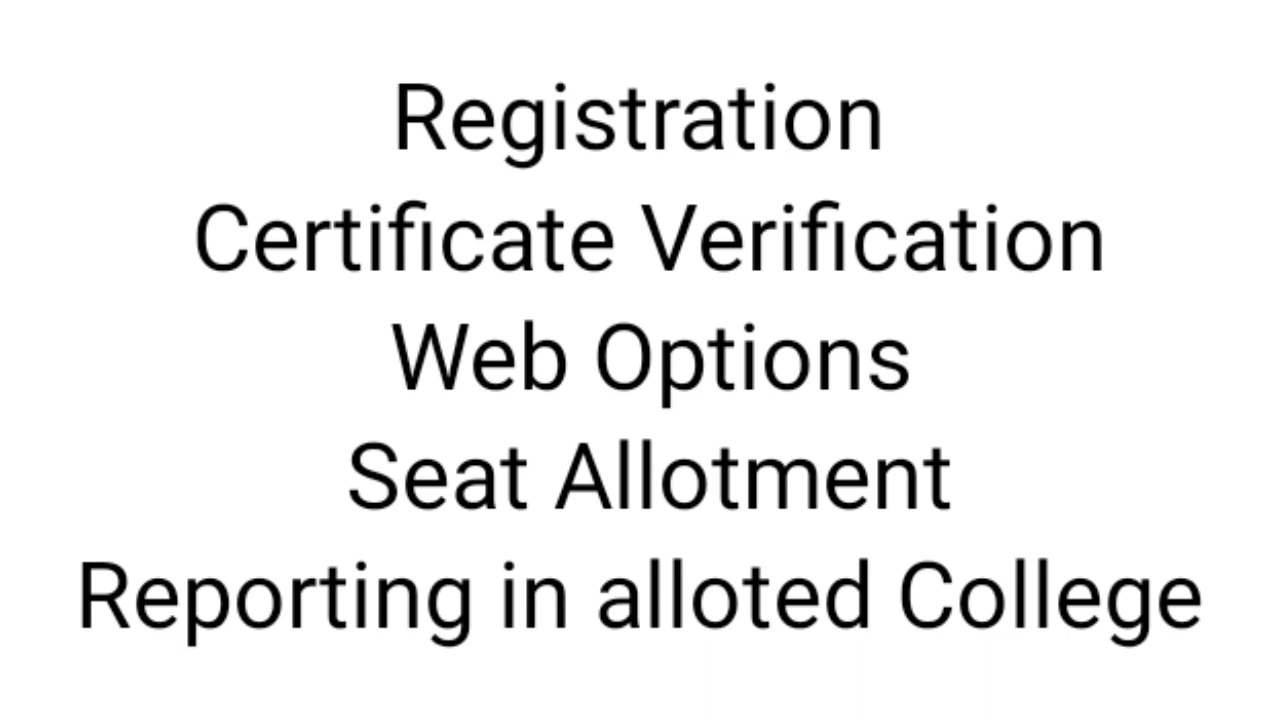 Registration
Certificate Verification
Web Options
Seat Allotment
Reporting in alloted College